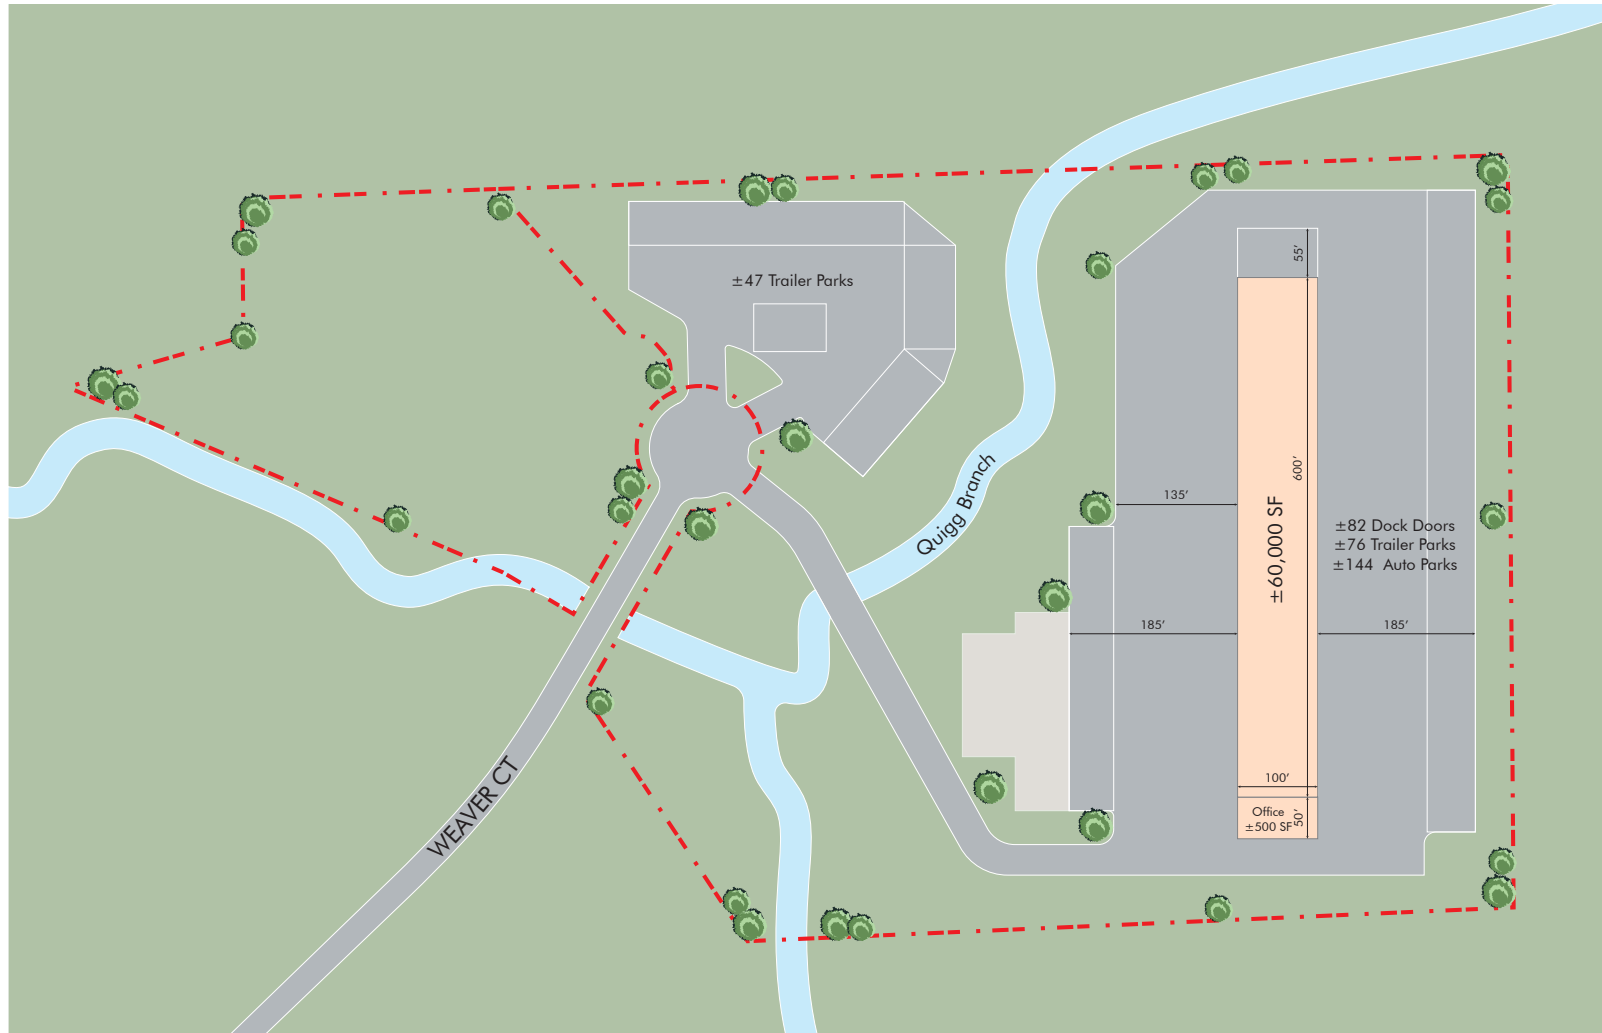 55’
±47 Trailer Parks
Quigg Branch
600’
135’
±60,000 SF
±82 Dock Doors
±76 Trailer Parks
±144 Auto Parks
185’
185’
100’
WEAVER CT
Office
±500 SF
50’